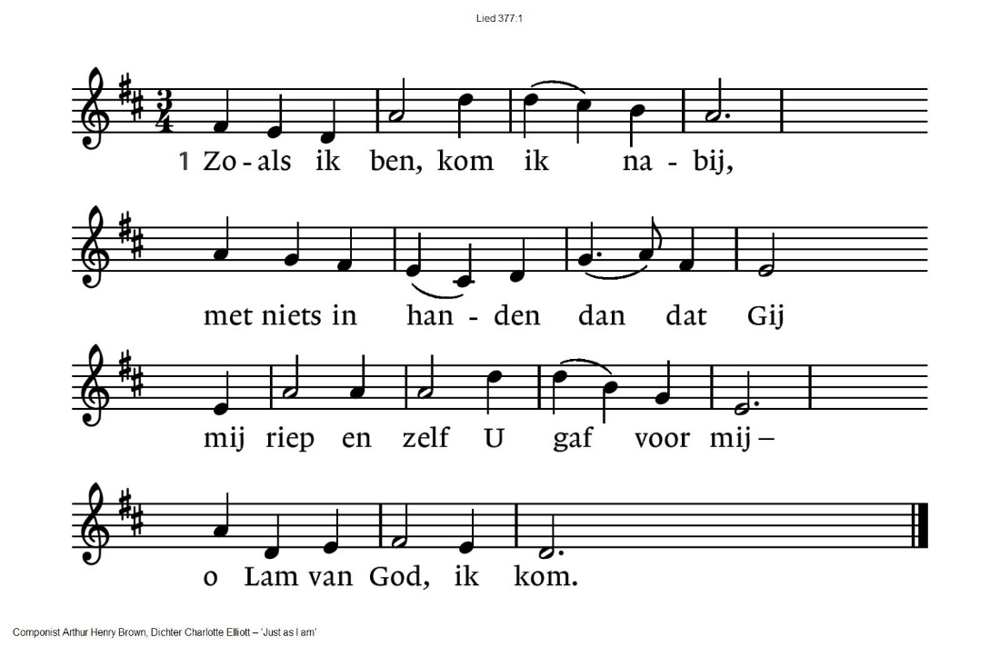 Lied 377:1
3
4
1 Zo - als ik ben, kom ik na - bij,
met niets in han - den dan dat Gij
mij riep en zelf U gaf voor mij –
o Lam van God, ik kom.
Componist Arthur Henry Brown, Dichter Charlotte Elliott – ‘Just as I am’